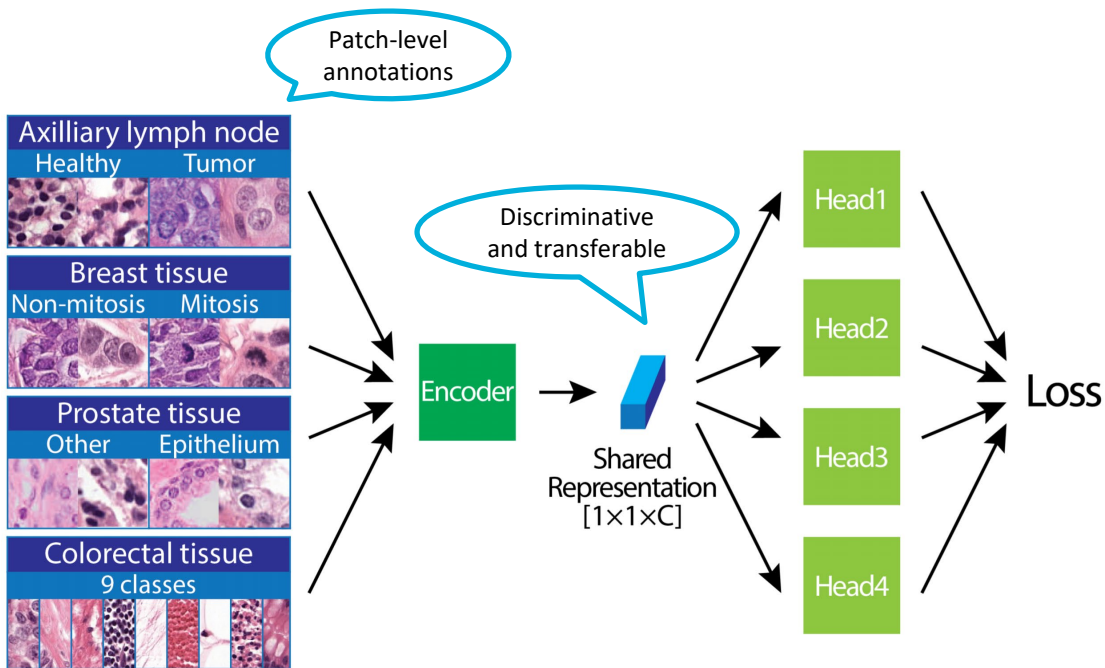 Patch-level
annotations
Axilliary lymph node
Healthy Tumor
Breast tissue
Non-mitosis Mitosis
Prostate tissue
Other Epithelium
Colorectal tissue
9 classes
Encoder
Discriminative
and transferable
Shared
Representation
[1×1×C]
Head1
Head2
Head3
Head4
Loss